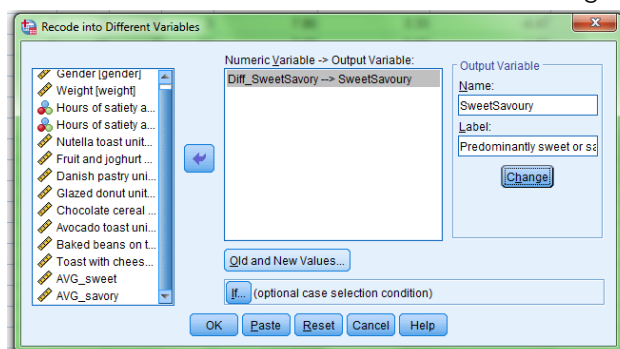 Recode into Different Variables
Gender [gender]
Weight [weight]
Hours of satiety a...
Hours of satiety a...
Nutella toast unit...
Fruit and joghurt ...
Danish pastry uni...
Glazed donut unit...
Chocolate cereal ...
Avocado toast uni...
Baked beans on t...
Toast with chees...
AVG_sweet
AVG_savory
Numeric Variable -> Output Variable:
Diff_SweetSavory --> SweetSavoury
Output Variable
Name:
SweetSavoury
Label:
Predominantly sweet or sa
Change
Old and New Values...
If... (optional case selection condition)
OK Paste Reset Cancel Help